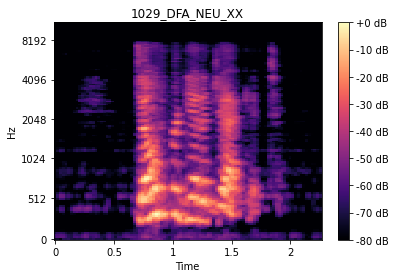 1029_DFA_NEU_XX
+0 dB
8192
-10 dB
4096
-20 dB
-30 dB
2048
Hz
-40 dB
1024
-50 dB
512
-60 dB
-70 dB
0
-80 dB
0 0.5 1 1.5 2
Time